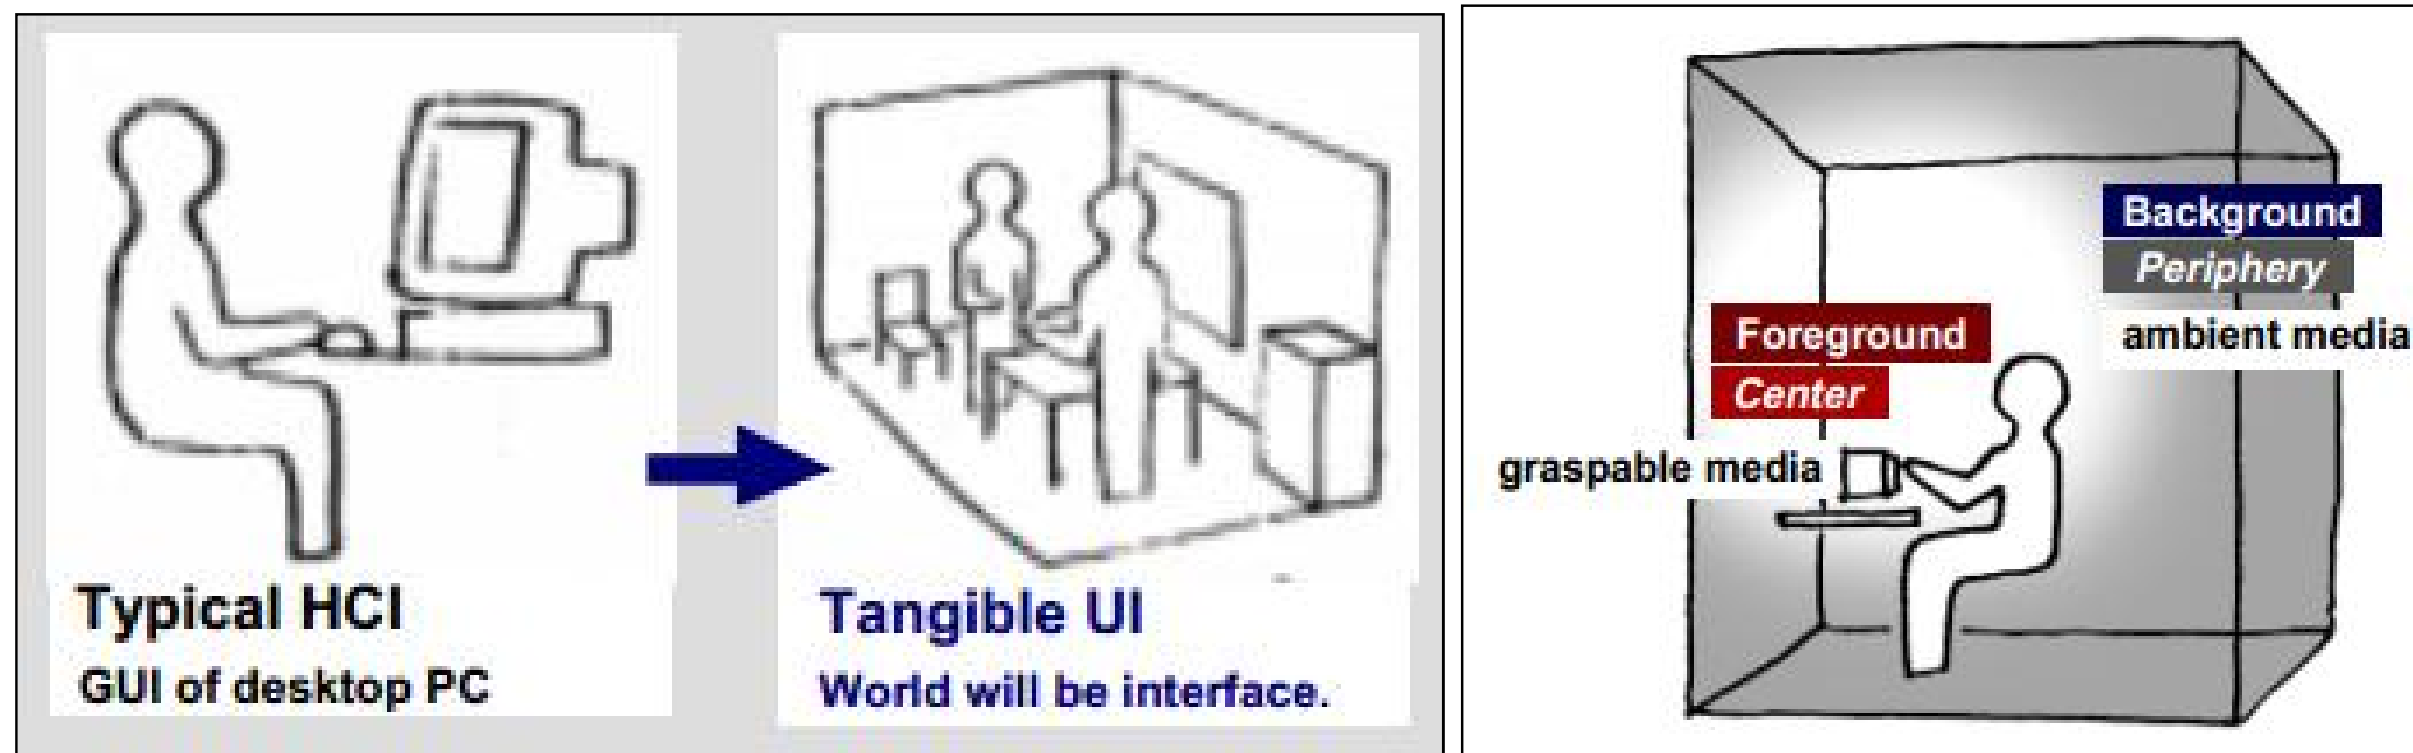 Typical HCI
GUI of desktop PC
Tangible UI
World will be interface.
Background
Periphery
ambient media
Foreground
Center
graspable media